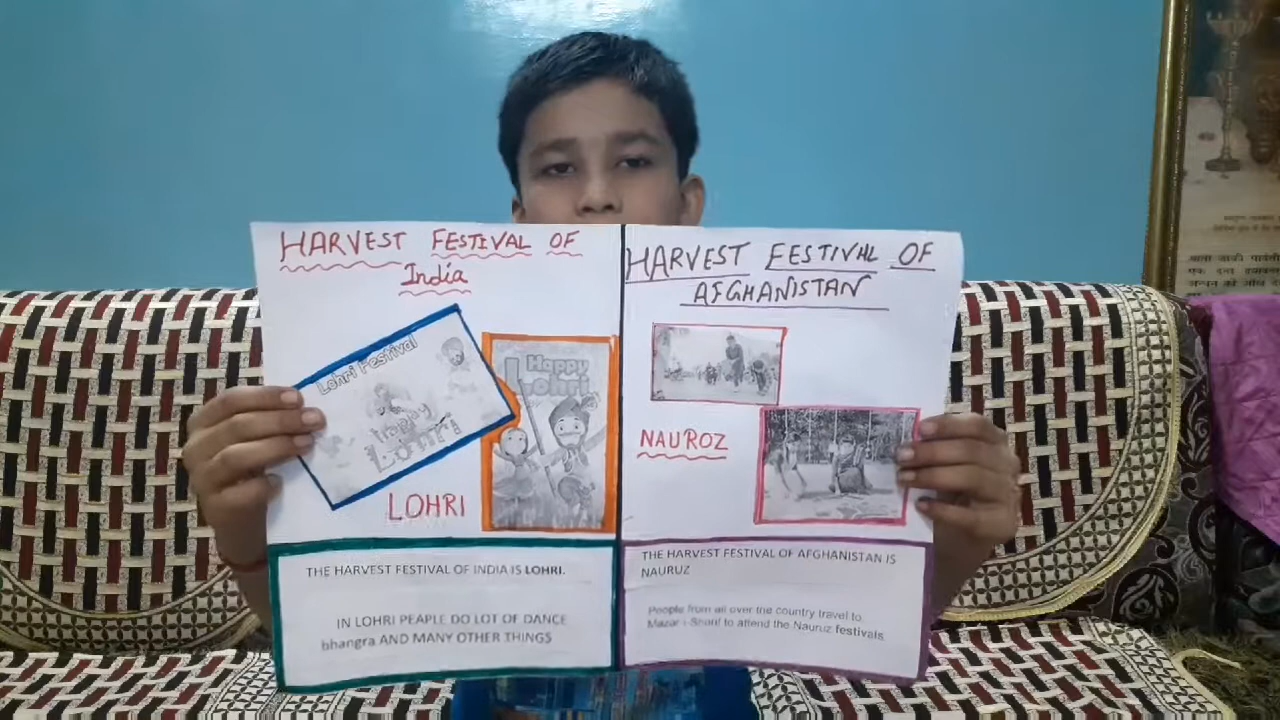 HARVEST FESTIVAL OF
India
Lohri Festival
Happy
Lohri
Happy
Lohri
LOHRI
THE HARVEST FESTIVAL OF INDIA IS LOHRI.
IN LOHRI PEAPLE DO LOT OF DANCE
bhangra AND MANY OTHER THINGS
HARVEST FESTIVAL OF
AFGHANISTAN
NAUROZ
THE HARVEST FESTIVAL OF AFGHANISTAN IS
NAURUZ
People from all over the country travel to
Mazar-i-Sharif to attend the Nauruz festivals